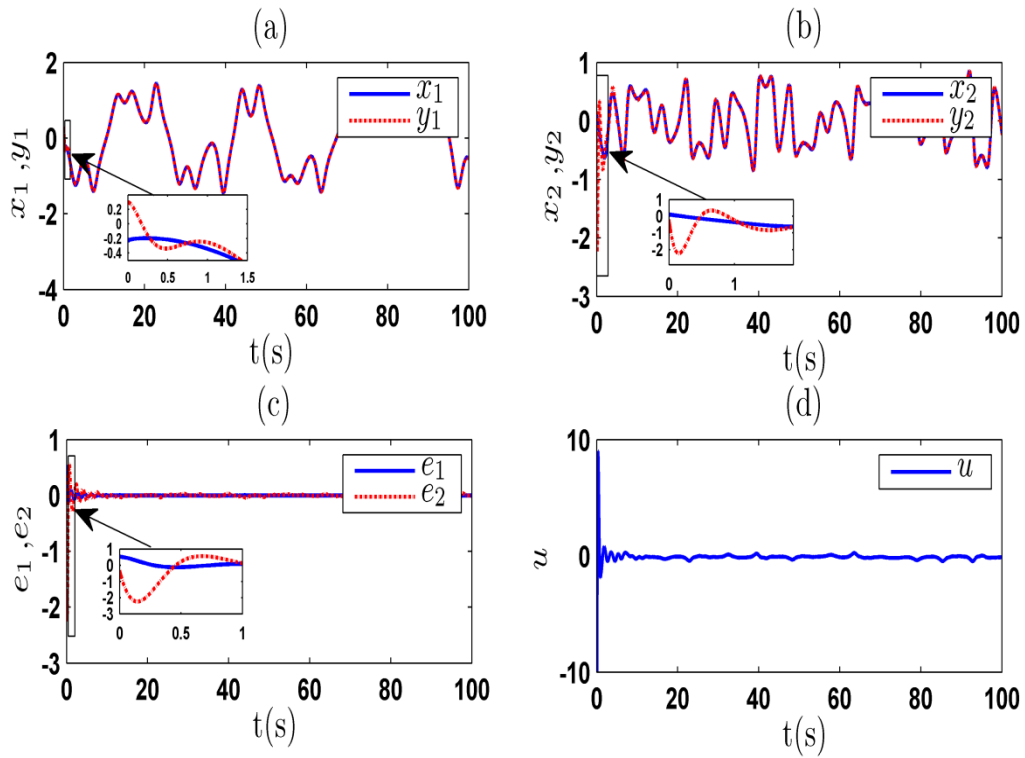 (a)
2
0
-2
-4
x1 ,y1
x1
y1
0.2
0
-0.2
-0.4
0 0.5 1 1.5
0 20 40 60 80 100
t(s)
(b)
1
0
-1
-2
-3
x2 ,y2
x2
y2
1
0
-1
-2
0 1
0 20 40 60 80 100
t(s)
(c)
1
0
-1
-2
-3
e1 ,e2
e1
e2
1
0
-1
-2
-3
0 0.5 1
0 20 40 60 80 100
t(s)
(d)
10
0
-10
u
u
0 20 40 60 80 100
t(s)